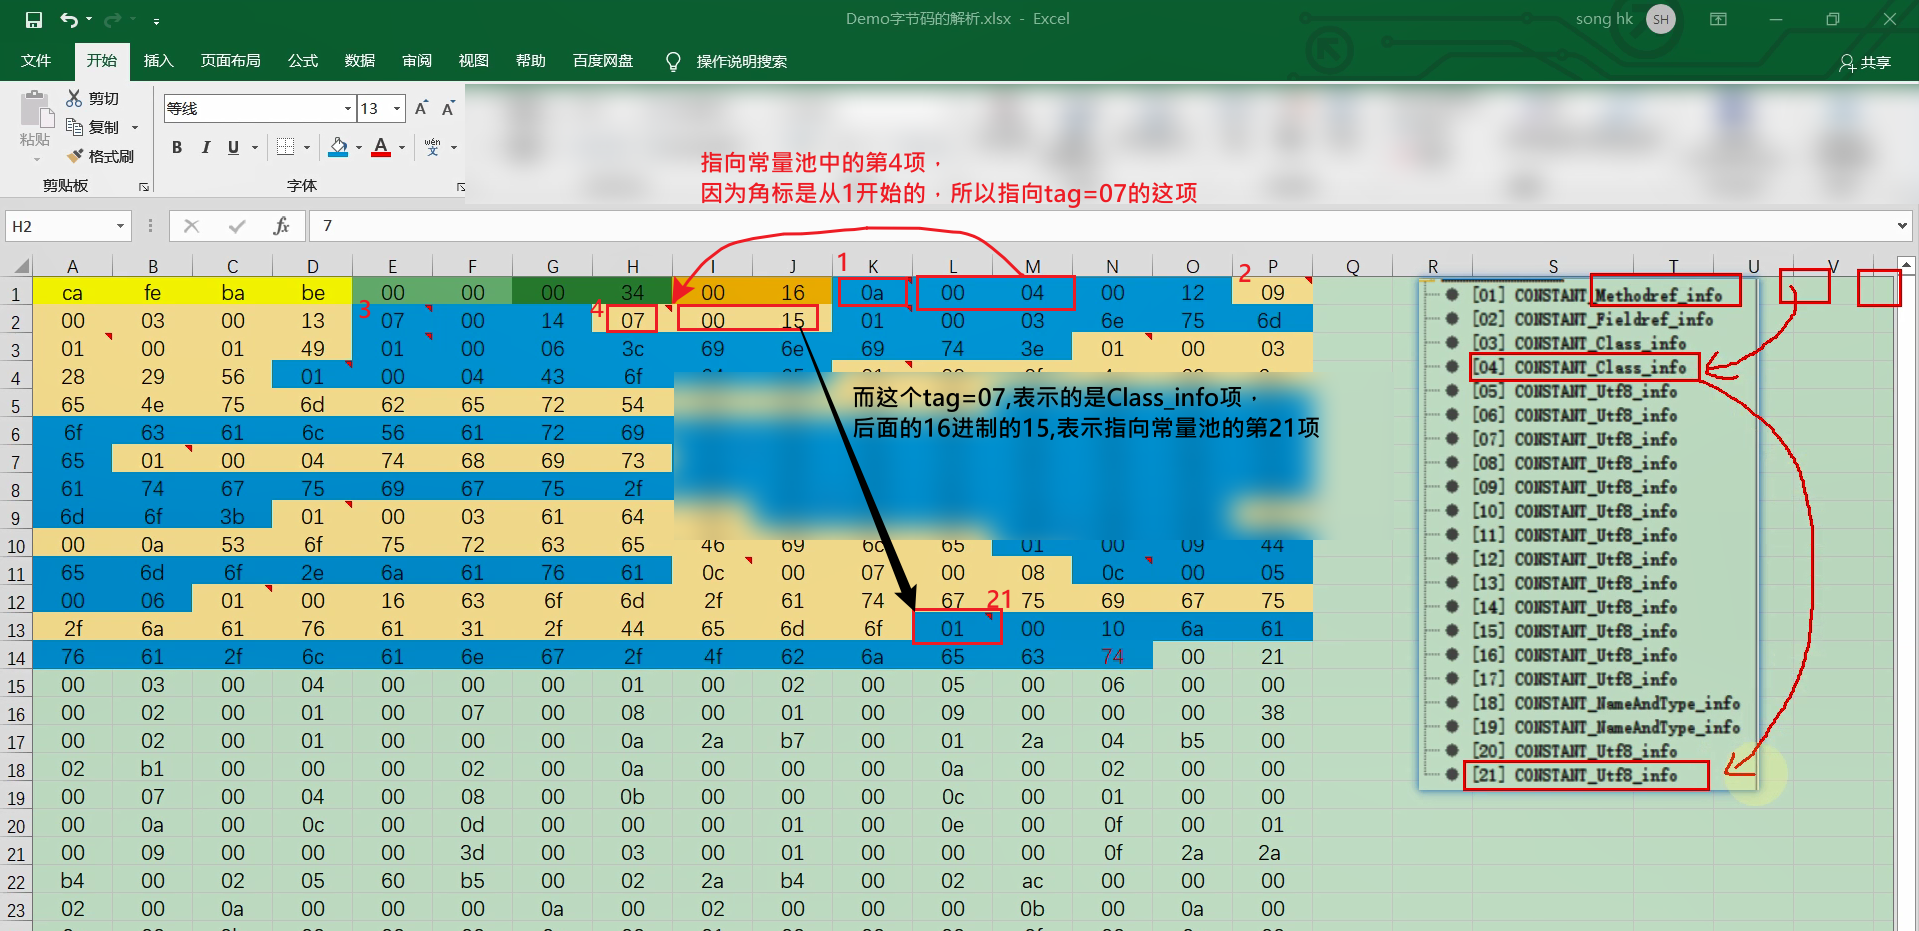 Demo字节码的解析.xlsx - Excel
song hk SH
文件 开始 插入 页面布局 公式 数据 审阅 视图 帮助 百度网盘 操作说明搜索 共享
粘贴 剪切 复制 格式刷
等线 13 A A
B I U A wén 文
剪贴板 字体
指向常量池中的第4项，
因为角标是从1开始的，所以指向tag=07的这项
H2 fx 7
A B C D E F G H I J K L M N O P Q R S T U V
1 2 3 4 21
1 ca fe ba be 00 00 00 34 00 16 0a 00 04 00 12 09
2 00 03 00 13 07 00 14 07 00 15 01 00 03 6e 75 6d
3 01 00 01 49 01 00 06 3c 69 6e 69 74 3e 01 00 03
4 28 29 56 01 00 04 43 6f
5 65 4e 75 6d 62 65 72 54
6 6f 63 61 6c 56 61 72 69
7 65 01 00 04 74 68 69 73
8 61 74 67 75 69 67 75 2f
9 6d 6f 3b 01 00 03 61 64
10 00 0a 53 6f 75 72 63 65 46 69 6c 65 01 00 09 44
11 65 6d 6f 2e 6a 61 76 61 0c 00 07 00 08 0c 00 05
12 00 06 01 00 16 63 6f 6d 2f 61 74 67 75 69 67 75
13 2f 6a 61 76 61 31 2f 44 65 6d 6f 01 00 10 6a 61
14 76 61 2f 6c 61 6e 67 2f 4f 62 6a 65 63 74 00 21
15 00 03 00 04 00 00 00 01 00 02 00 05 00 06 00 00
16 00 02 00 01 00 07 00 08 00 01 00 09 00 00 00 38
17 00 02 00 01 00 00 00 0a 2a b7 00 01 2a 04 b5 00
18 02 b1 00 00 00 02 00 0a 00 00 00 0a 00 02 00 00
19 00 07 00 04 00 08 00 0b 00 00 00 0c 00 01 00 00
20 00 0a 00 0c 00 0d 00 00 00 01 00 0e 00 0f 00 01
21 00 09 00 00 00 3d 00 03 00 01 00 00 00 0f 2a 2a
22 b4 00 02 05 60 b5 00 02 2a b4 00 02 ac 00 00 00
23 02 00 0a 00 00 00 0a 00 02 00 00 00 0b 00 0a 00
而这个tag=07,表示的是Class_info项，
后面的16进制的15,表示指向常量池的第21项
[01] CONSTANT_Methodref_info
[02] CONSTANT_Fieldref_info
[03] CONSTANT_Class_info
[04] CONSTANT_Class_info
[05] CONSTANT_Utf8_info
[06] CONSTANT_Utf8_info
[07] CONSTANT_Utf8_info
[08] CONSTANT_Utf8_info
[09] CONSTANT_Utf8_info
[10] CONSTANT_Utf8_info
[11] CONSTANT_Utf8_info
[12] CONSTANT_Utf8_info
[13] CONSTANT_Utf8_info
[14] CONSTANT_Utf8_info
[15] CONSTANT_Utf8_info
[16] CONSTANT_Utf8_info
[17] CONSTANT_Utf8_info
[18] CONSTANT_NameAndType_info
[19] CONSTANT_NameAndType_info
[20] CONSTANT_Utf8_info
[21] CONSTANT_Utf8_info